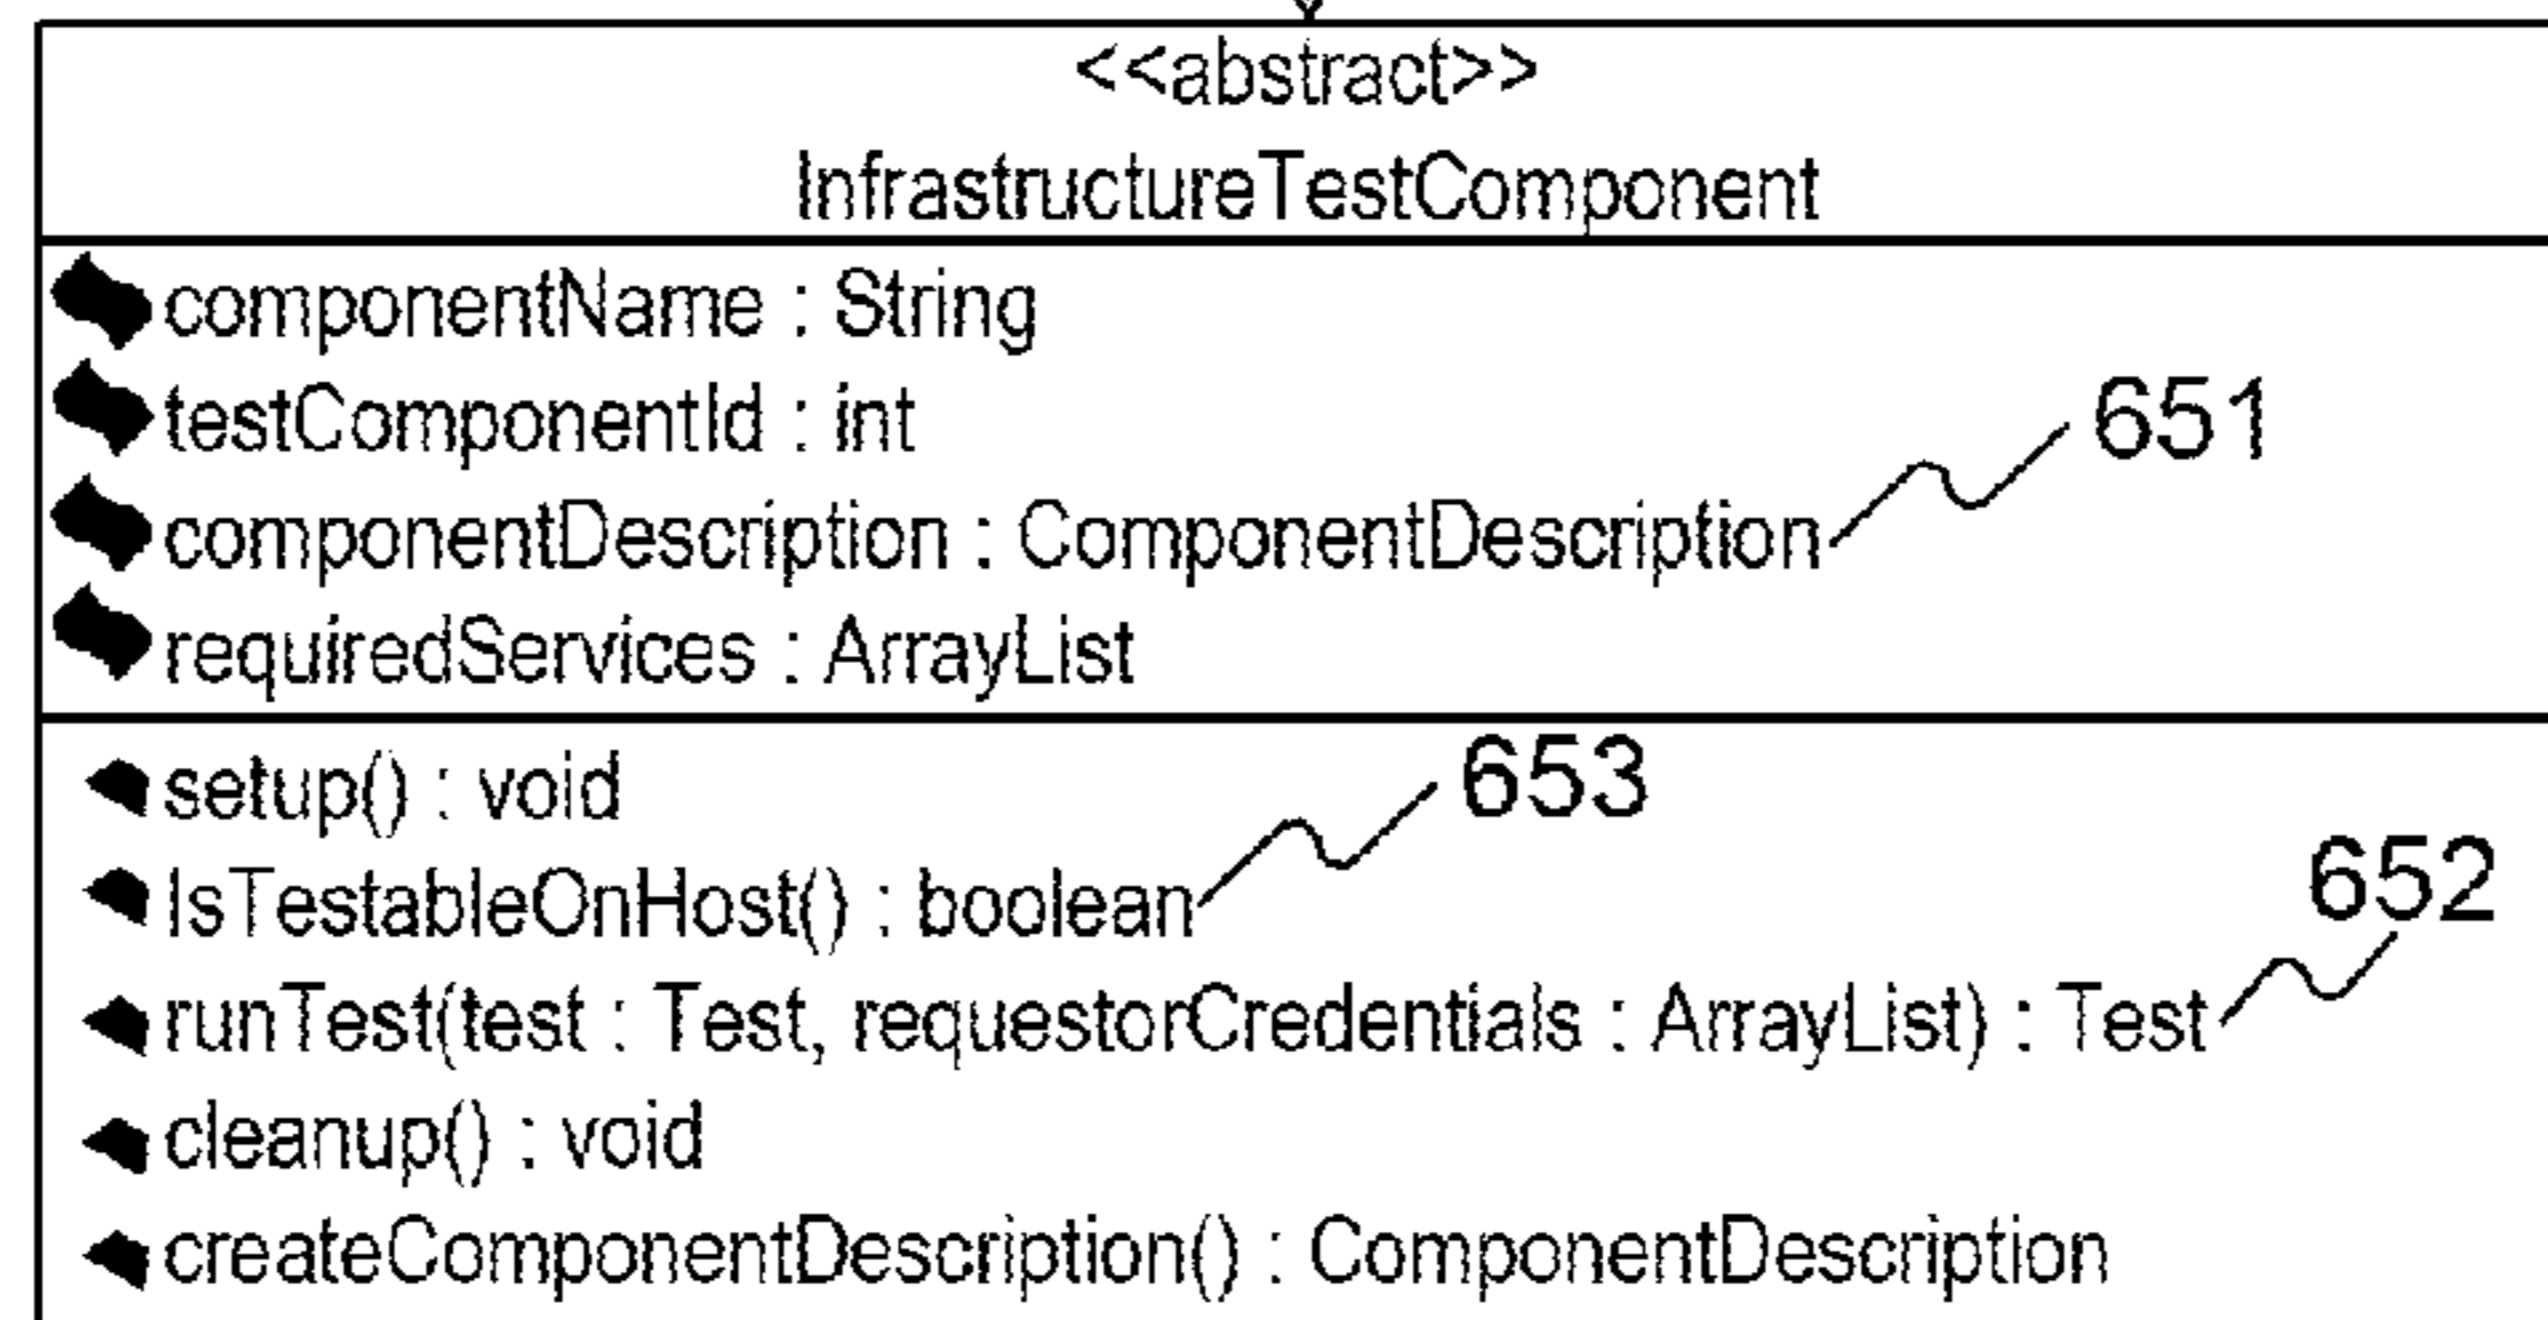 <<abstract>>
InfrastructureTestComponent
componentName : String
testComponentId : int
651
componentDescription : ComponentDescription
requiredServices : ArrayList
setup() : void
653
IsTestableOnHost() : boolean
652
runTest(test : Test, requestorCredentials : ArrayList) : Test
cleanup() : void
createComponentDescription() : ComponentDescription